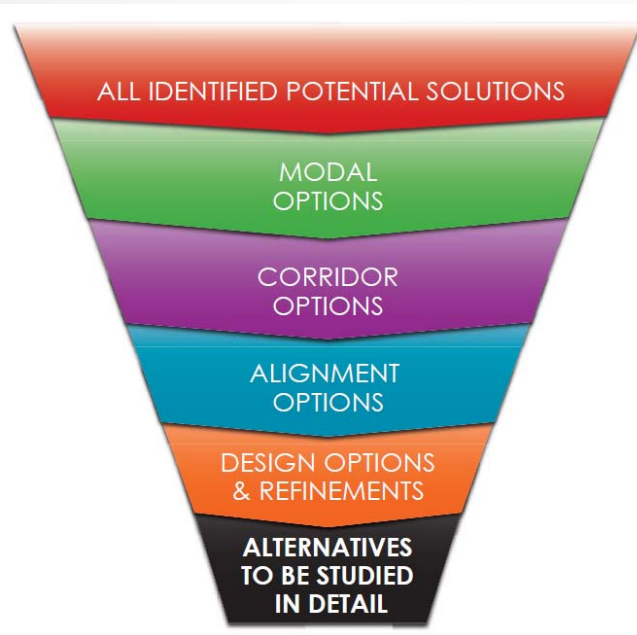 ALL IDENTIFIED POTENTIAL SOLUTIONS
MODAL
OPTIONS
CORRIDOR
OPTIONS
ALIGNMENT
OPTIONS
DESIGN OPTIONS
& REFINEMENTS
ALTERNATIVES
TO BE STUDIED
IN DETAIL